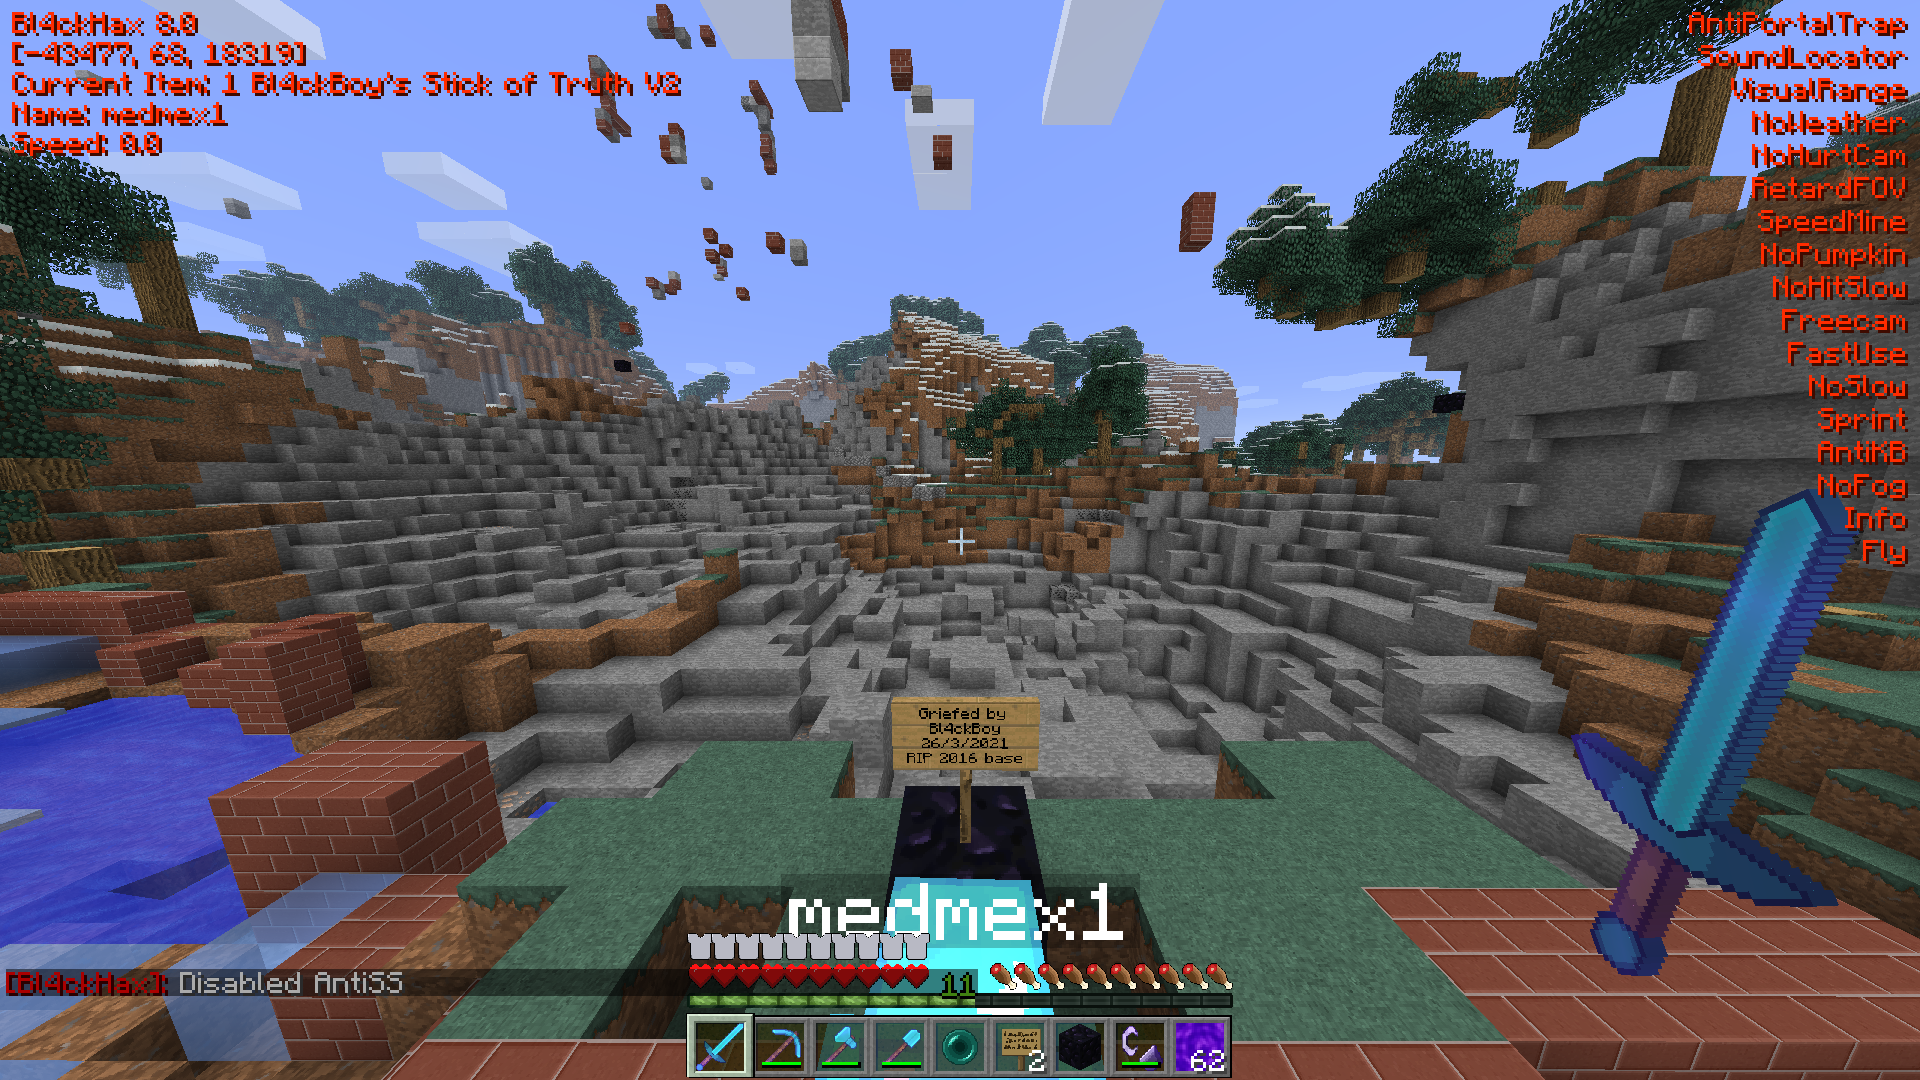 Bl4ckHax 8.0
[-43477, 68, 18319]
Current Item: 1 Bl4ckBoy's Stick of Truth V2
Name: medmex1
Speed: 0.0
AntiPortalTrap
SoundLocator
VisualRange
NoWeather
NoHurtCam
RetardFOV
SpeedMine
NoPumpkin
NoHitSlow
Freecam
FastUse
NoSlow
Sprint
AntiKB
NoFog
Info
Fly
Griefed by
Bl4ckBoy
26/3/2021
RIP 2016 base
medmex1
[Bl4ckHax]: Disabled AntiSS
11
2
62